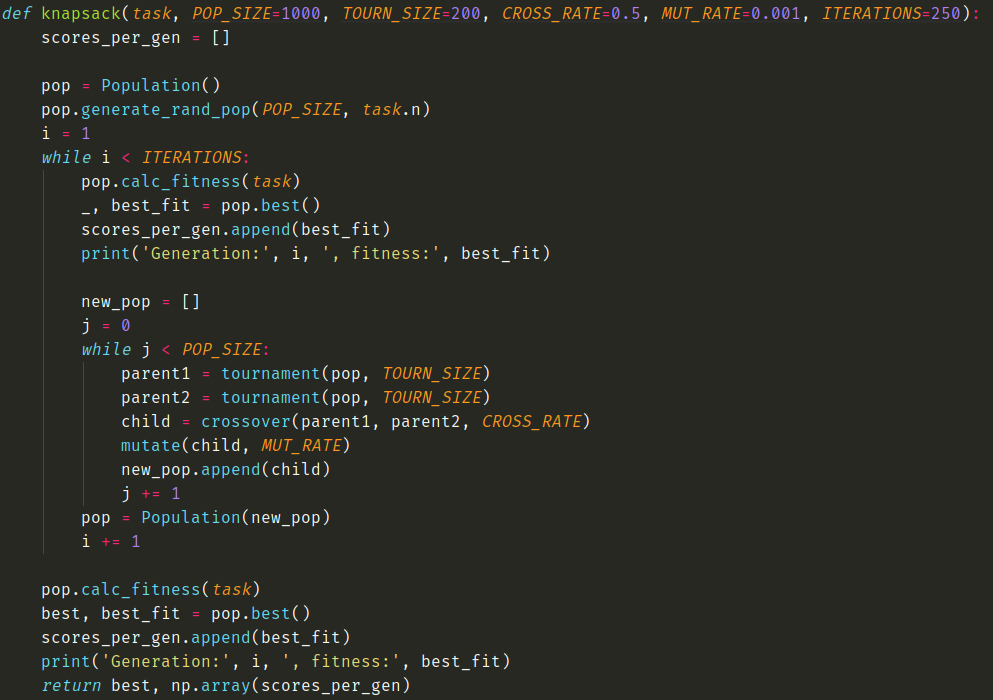 def knapsack(task, POP_SIZE=1000, TOURN_SIZE=200, CROSS_RATE=0.5, MUT_RATE=0.001, ITERATIONS=250):
    scores_per_gen = []

    pop = Population()
    pop.generate_rand_pop(POP_SIZE, task.n)
    i = 1
    while i < ITERATIONS:
        pop.calc_fitness(task)
        _, best_fit = pop.best()
        scores_per_gen.append(best_fit)
        print('Generation:', i, ', fitness:', best_fit)

        new_pop = []
        j = 0
        while j < POP_SIZE:
            parent1 = tournament(pop, TOURN_SIZE)
            parent2 = tournament(pop, TOURN_SIZE)
            child = crossover(parent1, parent2, CROSS_RATE)
            mutate(child, MUT_RATE)
            new_pop.append(child)
            j += 1
        pop = Population(new_pop)
        i += 1

    pop.calc_fitness(task)
    best, best_fit = pop.best()
    scores_per_gen.append(best_fit)
    print('Generation:', i, ', fitness:', best_fit)
    return best, np.array(scores_per_gen)